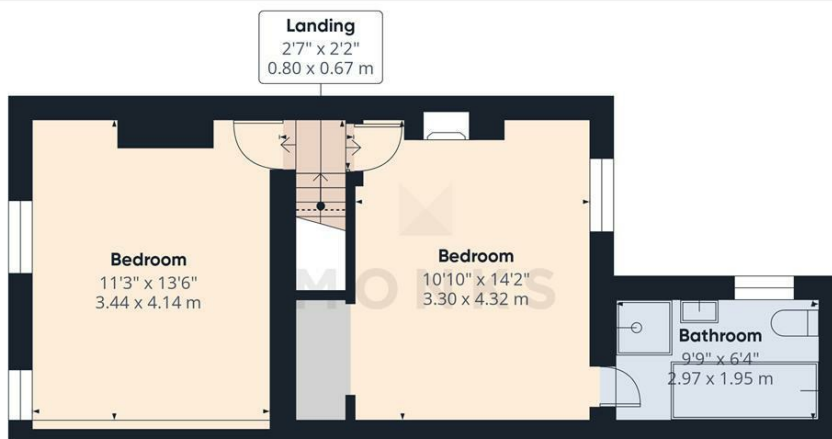 Landing
2'7" x 2'2"
0.80 x 0.67 m
Bedroom
11'3" x 13'6"
3.44 x 4.14 m
Bedroom
10'10" x 14'2"
3.30 x 4.32 m
MONKS
Bathroom
9'9" x 6'4"
2.97 x 1.95 m